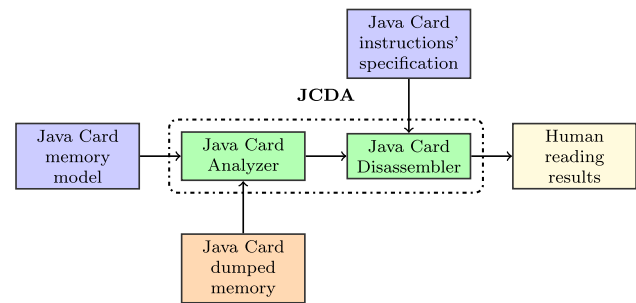 Java Card
instructions'
specification
JCDA
Java Card
memory
model
Java Card
Analyzer
Java Card
Disassembler
Human
reading
results
Java Card
dumped
memory